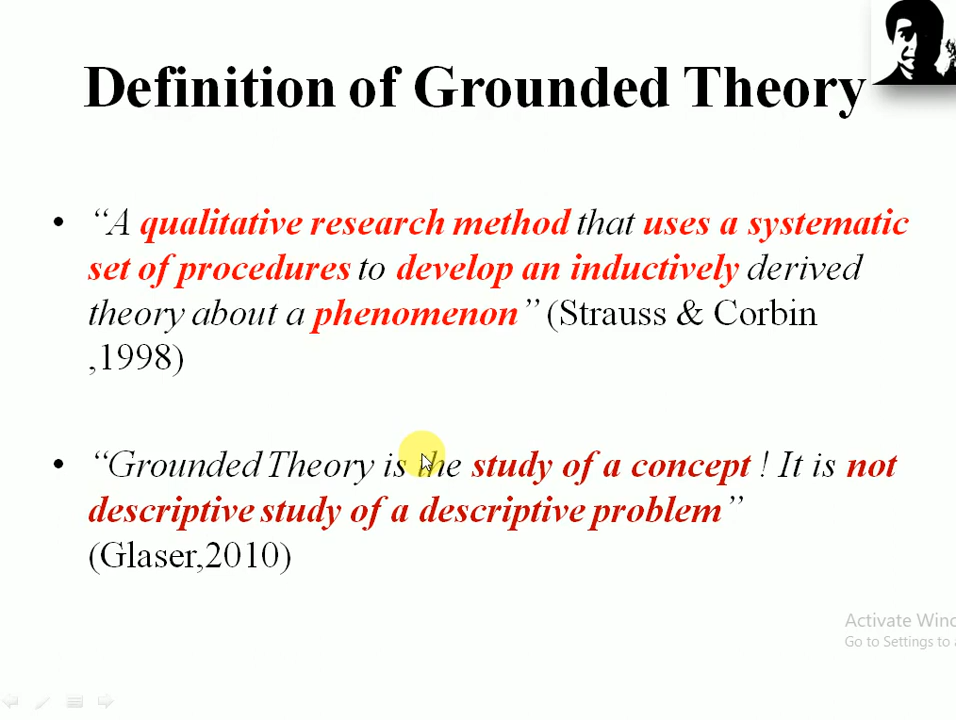 Definition of Grounded Theory
• “A qualitative research method that uses a systematic
set of procedures to develop an inductively derived
theory about a phenomenon” (Strauss & Corbin
,1998)
• “Grounded Theory is the study of a concept ! It is not
descriptive study of a descriptive problem”
(Glaser,2010)
Activate
Go to Settings to